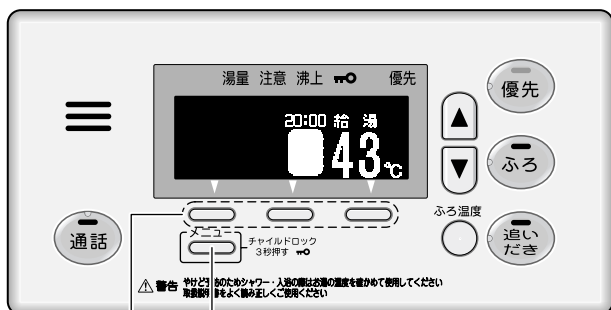 湯量 注意 沸上 優先
20:00 給 湯
43℃
優先
ふろ
ふろ温度
追い
だき
通話
メニュー
チャイルドロック
3秒押す
警告 やけど予防のためシャワー・入浴の際はお湯の温度を確かめて使用してください
取扱説明書をよく読み正しくご使用ください